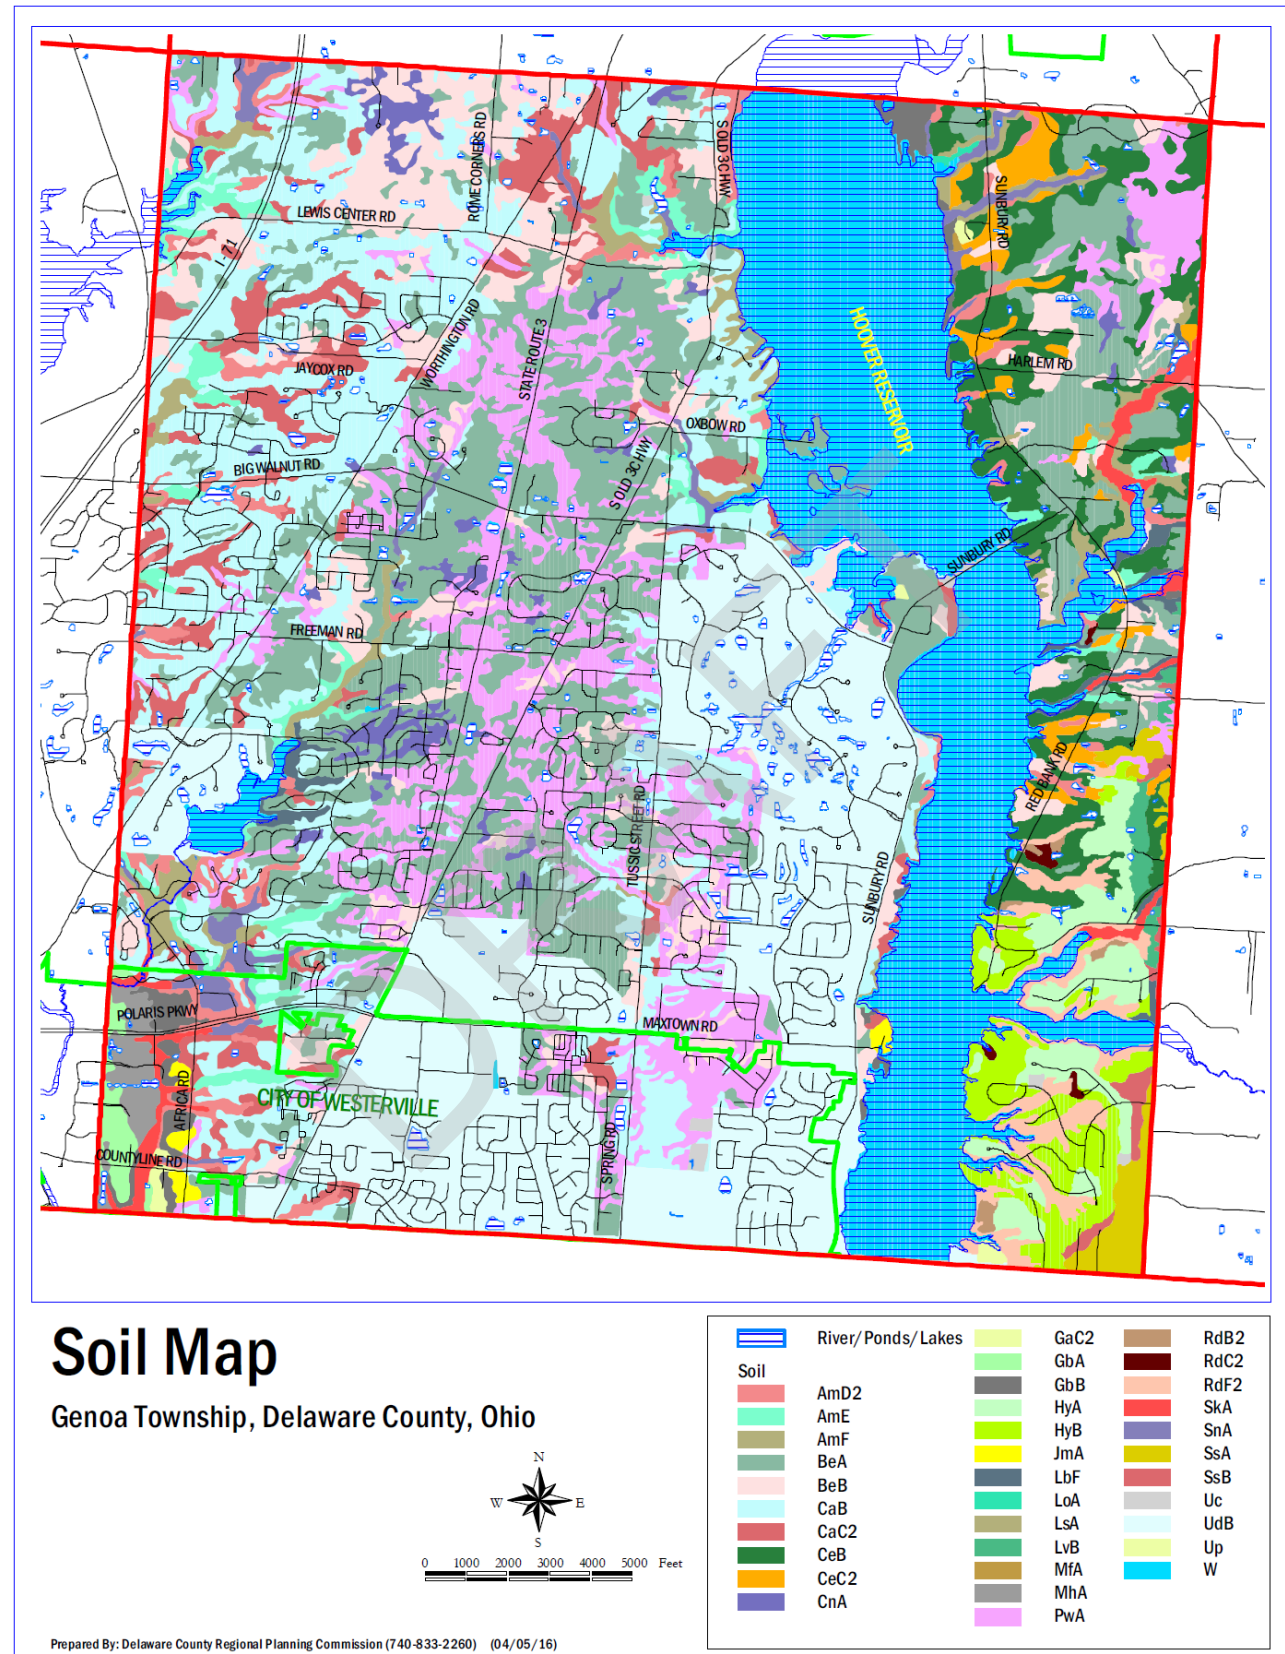 S OLD 3C HWY
ROME CORNERS RD
SUNBURY RD
LEWIS CENTER RD
I- 71
HOOVER RESERVOIR
WORTHINGTON RD
STATE ROUTE 3
HARLEM RD
JAYCOX RD
OXBOW RD
BIG WALNUT RD
S OLD 3C HWY
SUNBURY RD
FREEMAN RD
RED BANK RD
TUSSIC STREET RD
SUNBURY RD
DRAFT
POLARIS PKWY
MAXTOWN RD
AFRICA RD
CITY OF WESTERVILLE
SPRING RD
COUNTYLINE RD
Soil Map
Genoa Township, Delaware County, Ohio
N
W E
S
0 1000 2000 3000 4000 5000 Feet
Prepared By: Delaware County Regional Planning Commission (740-833-2260) (04/05/16)
River/Ponds/Lakes
Soil
AmD2
AmE
AmF
BeA
BeB
CaB
CaC2
CeB
CeC2
CnA
GaC2
GbA
GbB
HyA
HyB
JmA
LbF
LoA
LsA
LvB
MfA
MhA
PwA
RdB2
RdC2
RdF2
SkA
SnA
SsA
SsB
Uc
UdB
Up
W